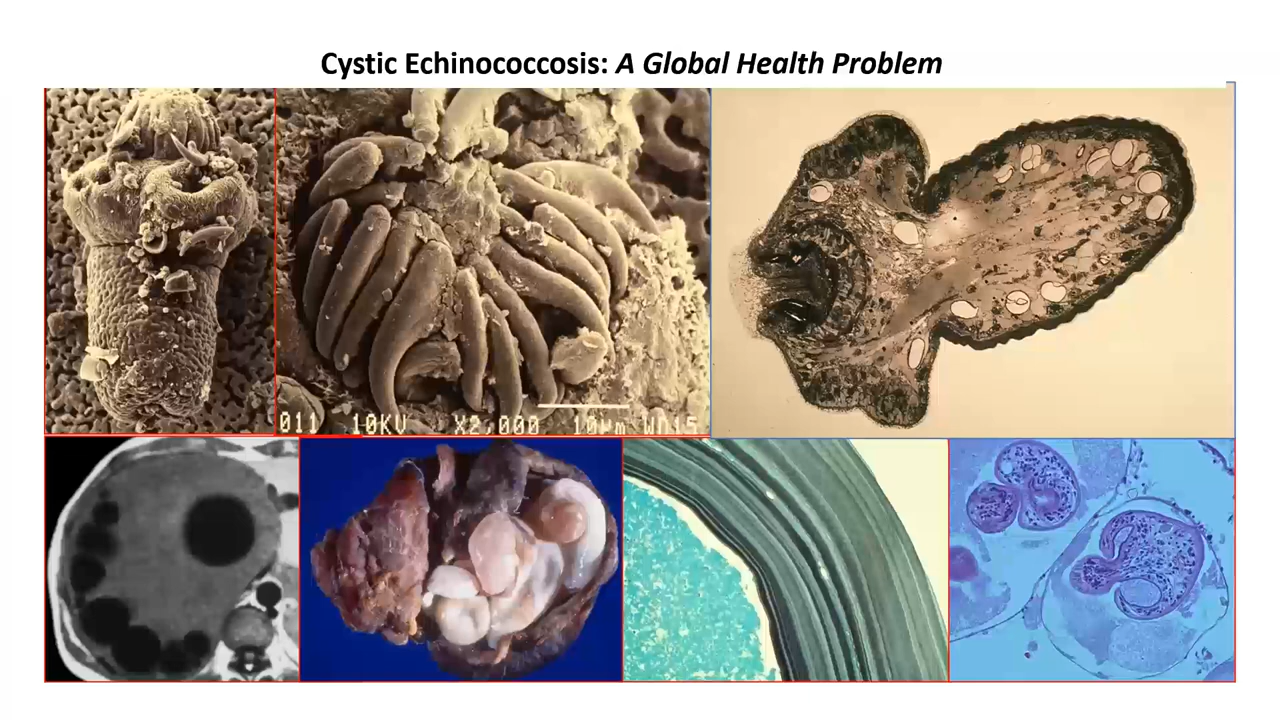 Cystic Echinococcosis: A Global Health Problem
011 10KV X2,000 10μm WD15